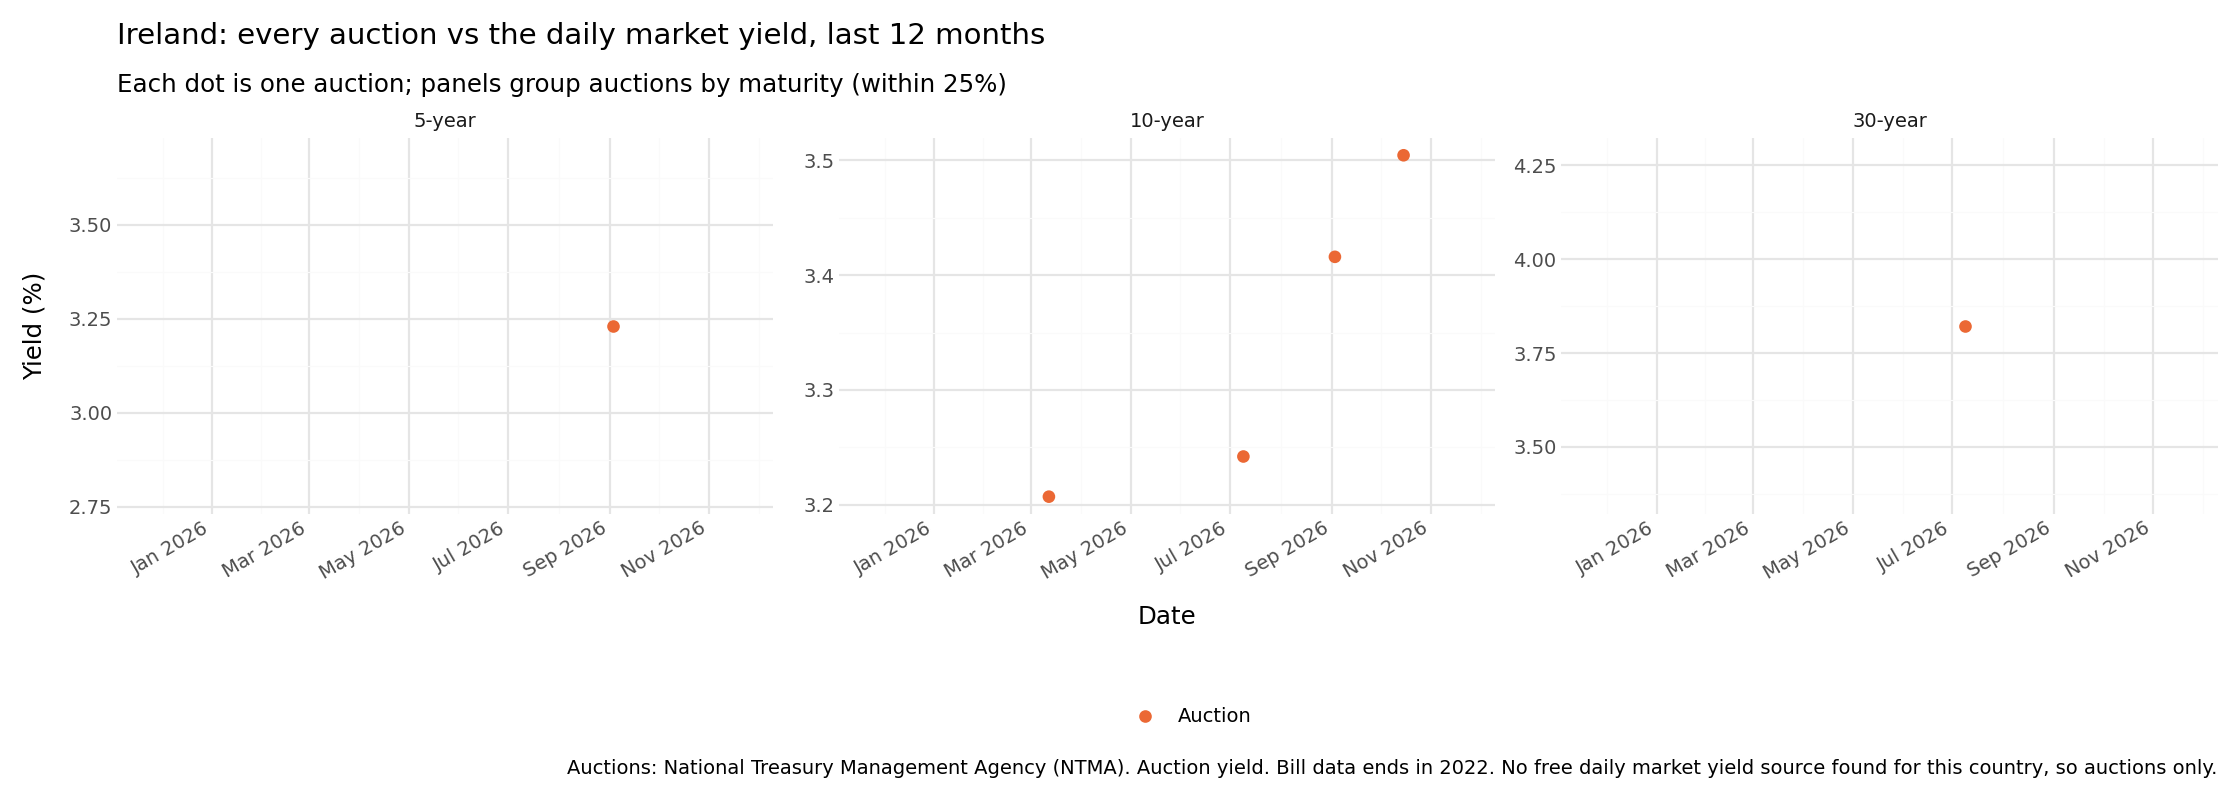 Ireland: every auction vs the daily market yield, last 12 months
Each dot is one auction; panels group auctions by maturity (within 25%)
5-year
10-year
30-year
Yield (%)
3.50
3.25
3.00
2.75
3.5
3.4
3.3
3.2
4.25
4.00
3.75
3.50
Jan 2026
Mar 2026
May 2026
Jul 2026
Sep 2026
Nov 2026
Jan 2026
Mar 2026
May 2026
Jul 2026
Sep 2026
Nov 2026
Jan 2026
Mar 2026
May 2026
Jul 2026
Sep 2026
Nov 2026
Date
Auction
Auctions: National Treasury Management Agency (NTMA). Auction yield. Bill data ends in 2022. No free daily market yield source found for this country, so auctions only.